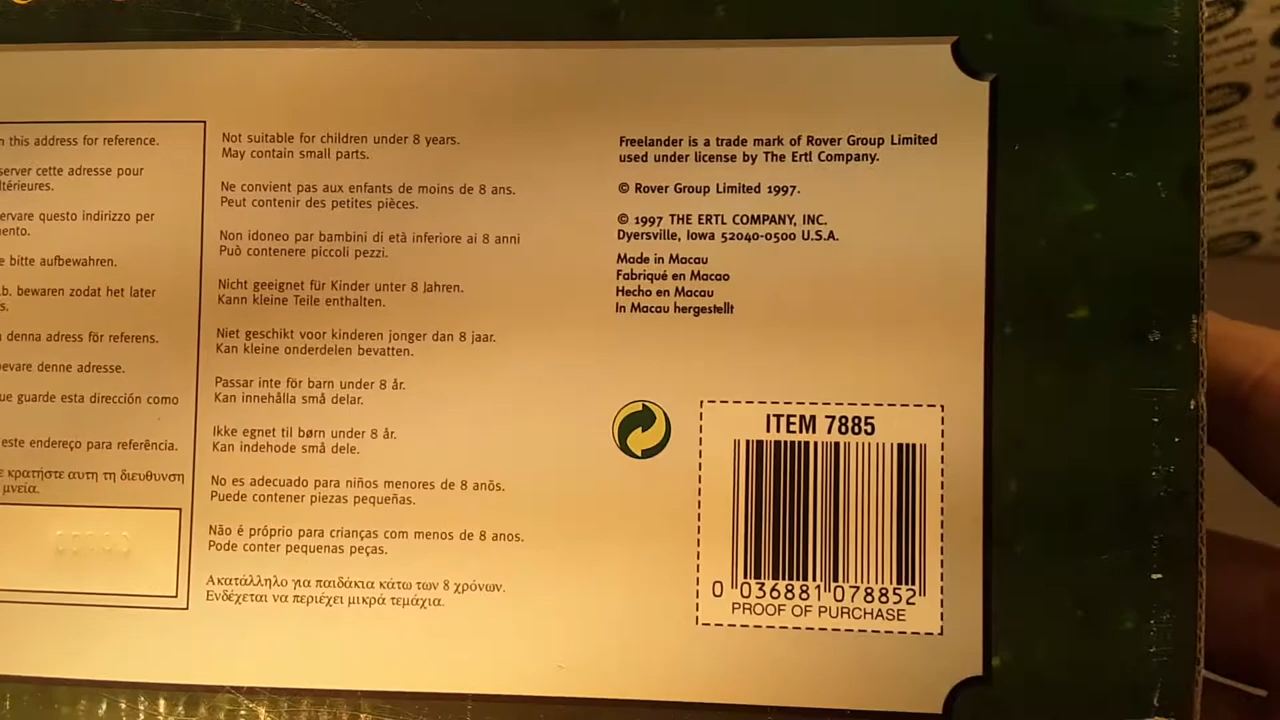 n this address for reference.
server cette adresse pour
ltérieures.
ervare questo indirizzo per
ento.
e bitte aufbewahren.
.b. bewaren zodat het later
s.
denna adress för referens.
evare denne adresse.
ue guarde esta dirección como
este endereço para referência.
ε κρατήστε αυτη τη διευθυνση
μνεία.
Not suitable for children under 8 years.
May contain small parts.
Ne convient pas aux enfants de moins de 8 ans.
Peut contenir des petites pièces.
Non idoneo par bambini di età inferiore ai 8 anni
Può contenere piccoli pezzi.
Nicht geeignet für Kinder unter 8 Jahren.
Kann kleine Teile enthalten.
Niet geschikt voor kinderen jonger dan 8 jaar.
Kan kleine onderdelen bevatten.
Passar inte för barn under 8 år.
Kan innehålla små delar.
Ikke egnet til børn under 8 år.
Kan indehode små dele.
No es adecuado para niños menores de 8 anõs.
Puede contener piezas pequeñas.
Não é próprio para crianças com menos de 8 anos.
Pode conter pequenas peças.
Ακατάλληλο για παιδάκια κάτω των 8 χρόνων.
Ενδέχεται να περιέχει μικρά τεμάχια.
Freelander is a trade mark of Rover Group Limited
used under license by The Ertl Company.
© Rover Group Limited 1997.
© 1997 THE ERTL COMPANY, INC.
Dyersville, Iowa 52040-0500 U.S.A.
Made in Macau
Fabriqué en Macao
Hecho en Macau
In Macau hergestellt
ITEM 7885
0 036881 078852
PROOF OF PURCHASE